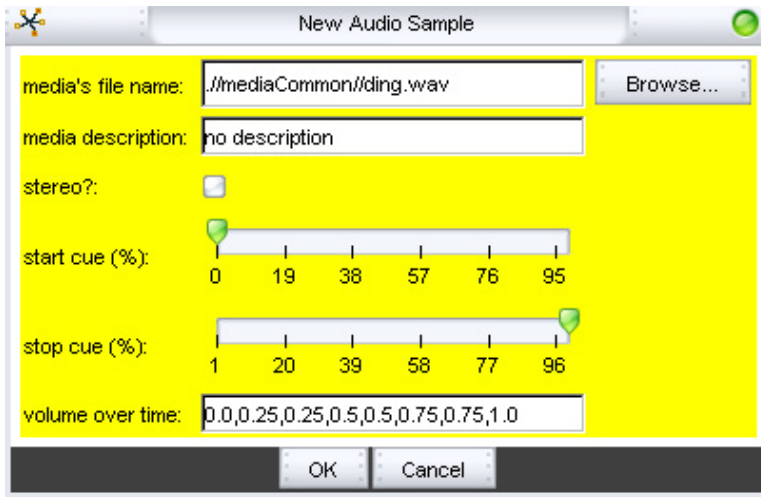 New Audio Sample
media's file name: .//mediaCommon//ding.wav Browse...
media description: no description
stereo?:
start cue (%):
0 19 38 57 76 95
stop cue (%):
1 20 39 58 77 96
volume over time: 0.0,0.25,0.25,0.5,0.5,0.75,0.75,1.0
OK Cancel